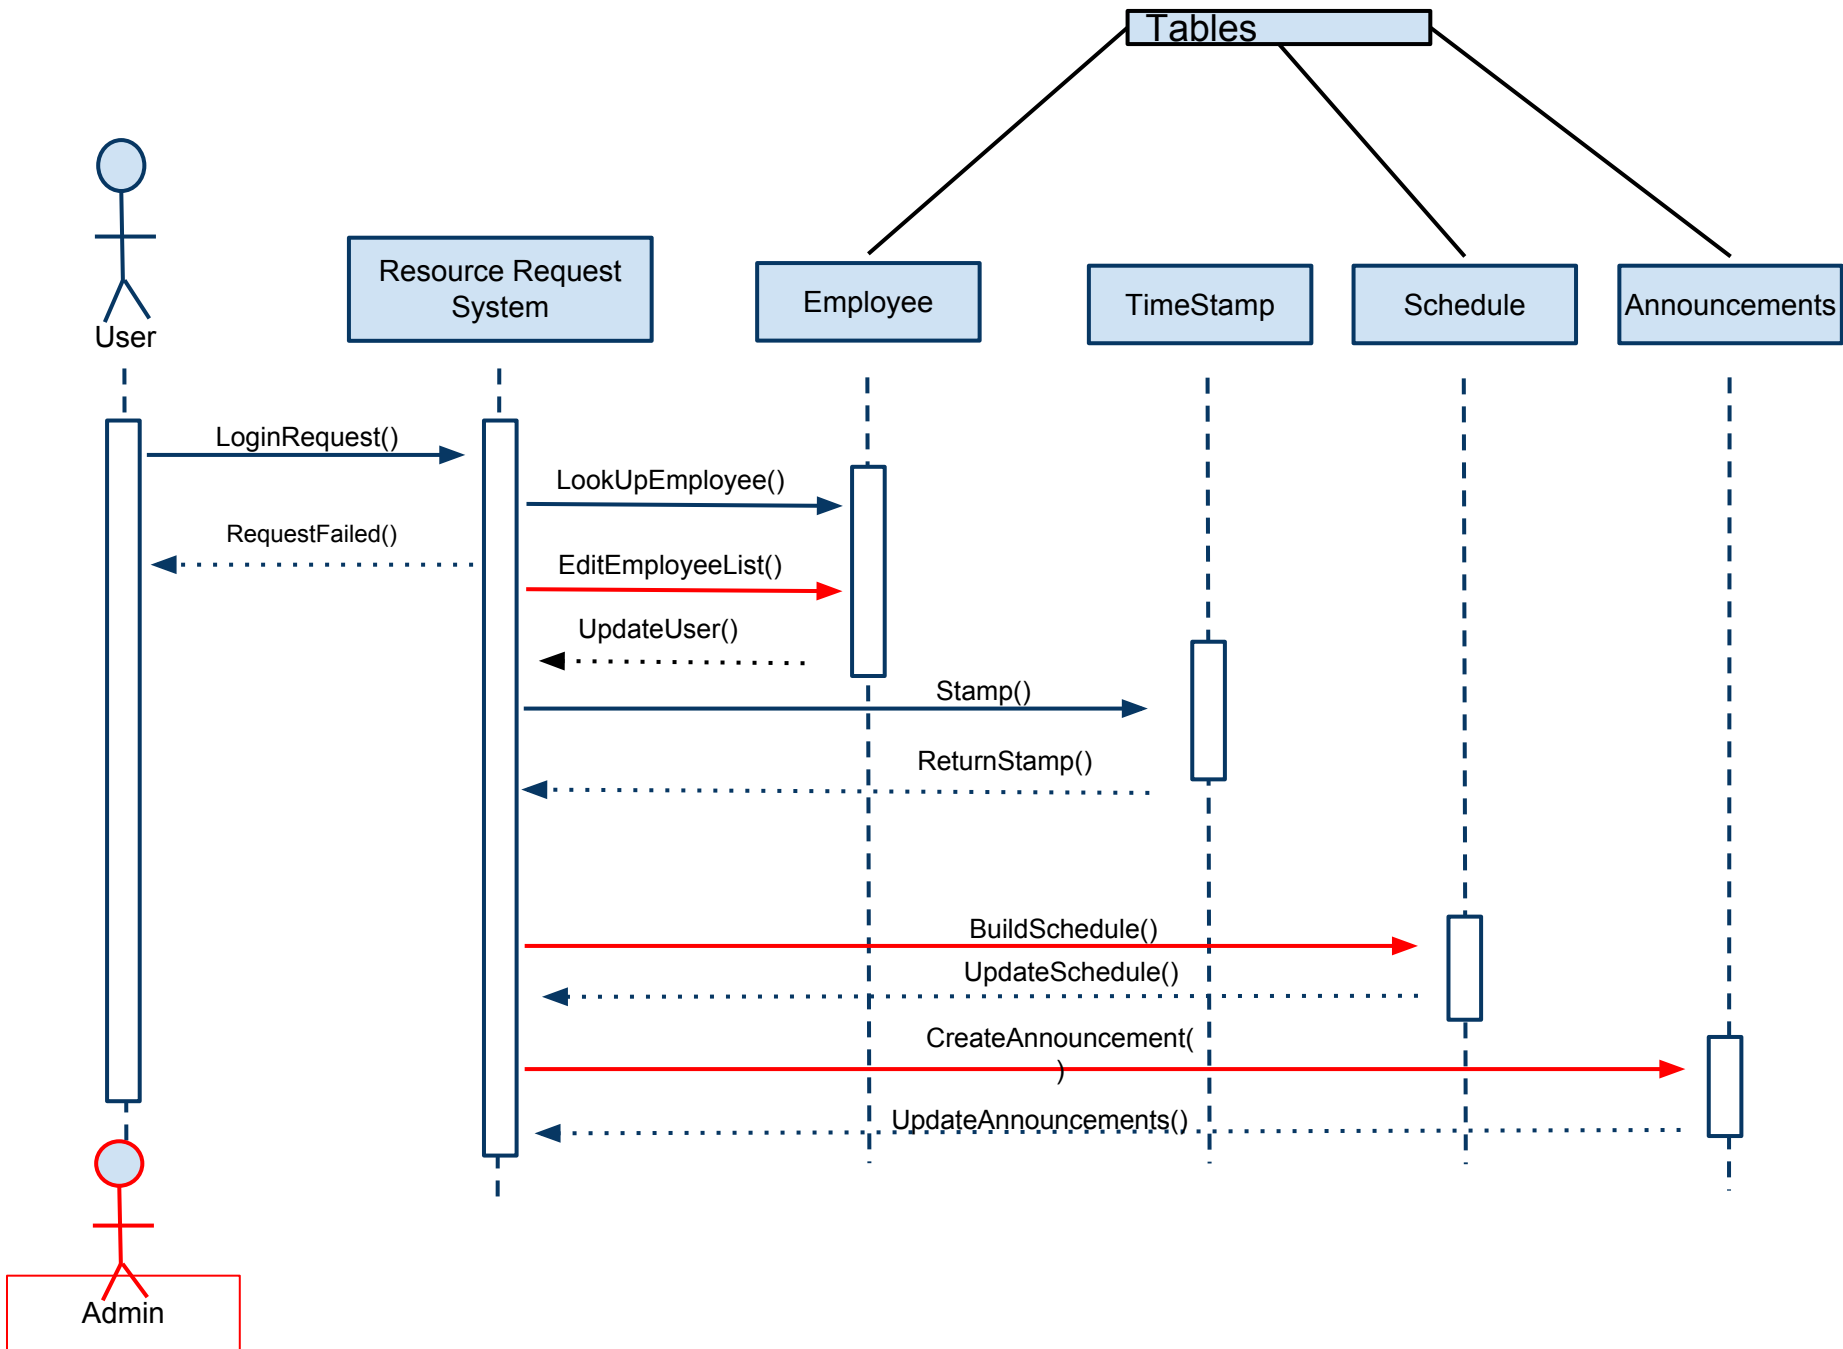 Tables
User
Resource Request
System
Employee
TimeStamp
Schedule
Announcements
LoginRequest()
LookUpEmployee()
RequestFailed()
EditEmployeeList()
UpdateUser()
Stamp()
ReturnStamp()
BuildSchedule()
UpdateSchedule()
CreateAnnouncement(
)
UpdateAnnouncements()
Admin